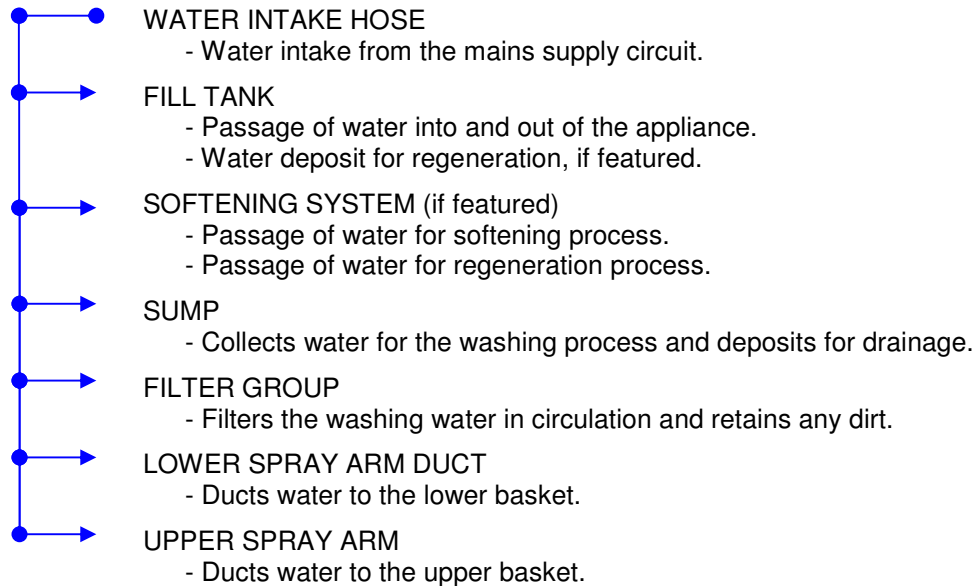 WATER INTAKE HOSE
- Water intake from the mains supply circuit.
FILL TANK
- Passage of water into and out of the appliance.
- Water deposit for regeneration, if featured.
SOFTENING SYSTEM (if featured)
- Passage of water for softening process.
- Passage of water for regeneration process.
SUMP
- Collects water for the washing process and deposits for drainage.
FILTER GROUP
- Filters the washing water in circulation and retains any dirt.
LOWER SPRAY ARM DUCT
- Ducts water to the lower basket.
UPPER SPRAY ARM
- Ducts water to the upper basket.